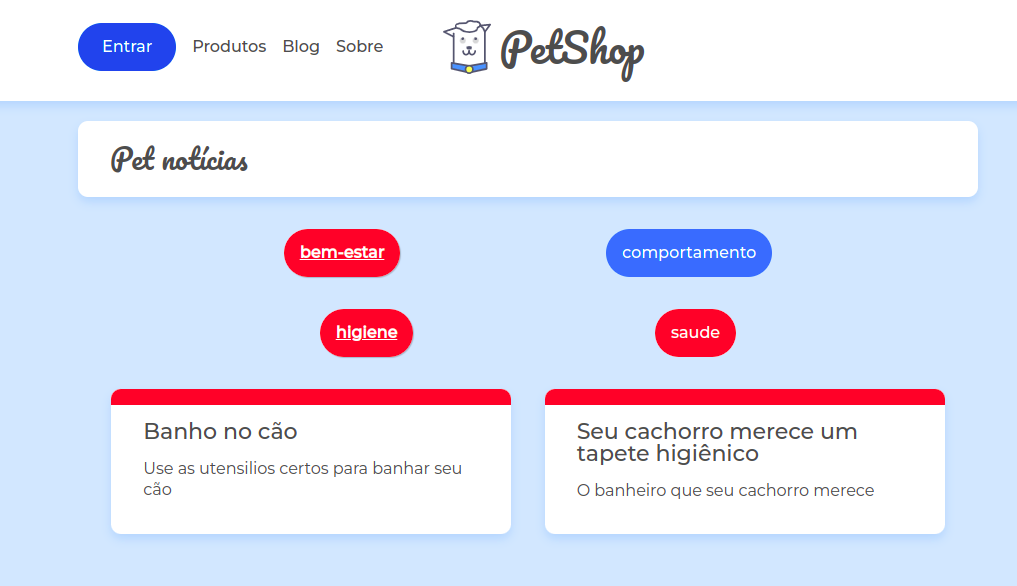 Entrar Produtos Blog Sobre PetShop
Pet notícias
bem-estar comportamento
higiene saude
Banho no cão
Use as utensilios certos para banhar seu
cão
Seu cachorro merece um
tapete higiênico
O banheiro que seu cachorro merece